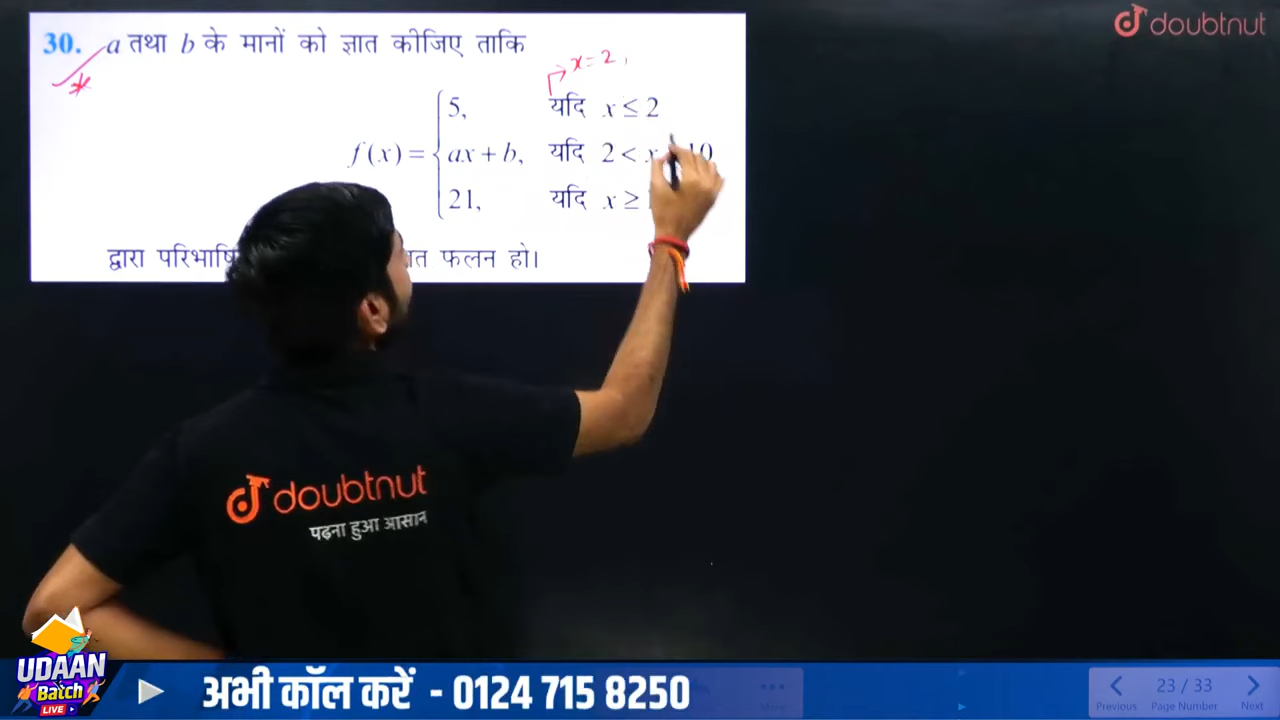 doubtnut
30. a तथा b के मानों को ज्ञात कीजिए ताकि
x = 2,
5, यदि x ≤ 2
f(x) = ax + b, यदि 2 < x 10
21, यदि x ≥
द्वारा फलन हो।
doubtnut
पढ़ना हुआ आसान
UDAAN
Batch
LIVE
अभी कॉल करें - 0124 715 8250
23 / 33
Previous Page Number Next